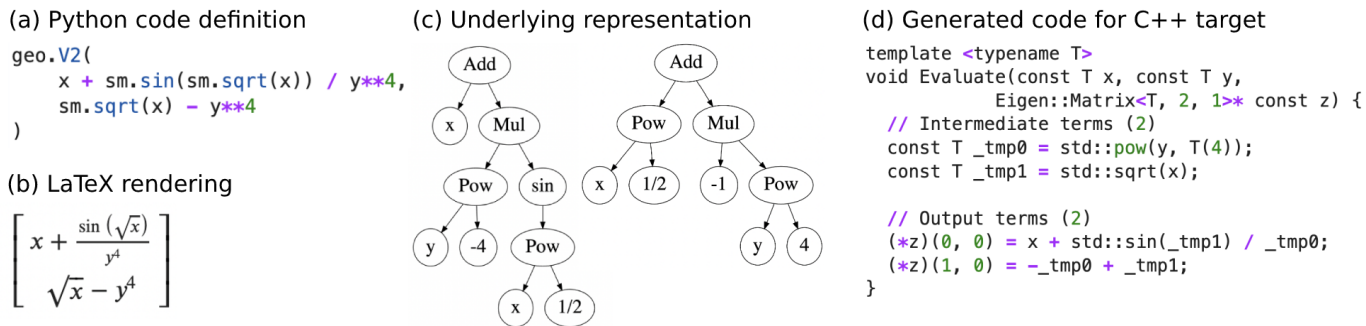 (a) Python code definition
geo.V2(
    x + sm.sin(sm.sqrt(x)) / y**4,
    sm.sqrt(x) - y**4
)
(b) LaTeX rendering
x + sin (√x) / y⁴
√x − y⁴
(c) Underlying representation
Add
x Mul
Pow sin
y -4 Pow
x 1/2
Add
Pow Mul
x 1/2 -1 Pow
y 4
(d) Generated code for C++ target
template <typename T>
void Evaluate(const T x, const T y,
              Eigen::Matrix<T, 2, 1>* const z) {
  // Intermediate terms (2)
  const T _tmp0 = std::pow(y, T(4));
  const T _tmp1 = std::sqrt(x);
  // Output terms (2)
  (*z)(0, 0) = x + std::sin(_tmp1) / _tmp0;
  (*z)(1, 0) = -_tmp0 + _tmp1;
}